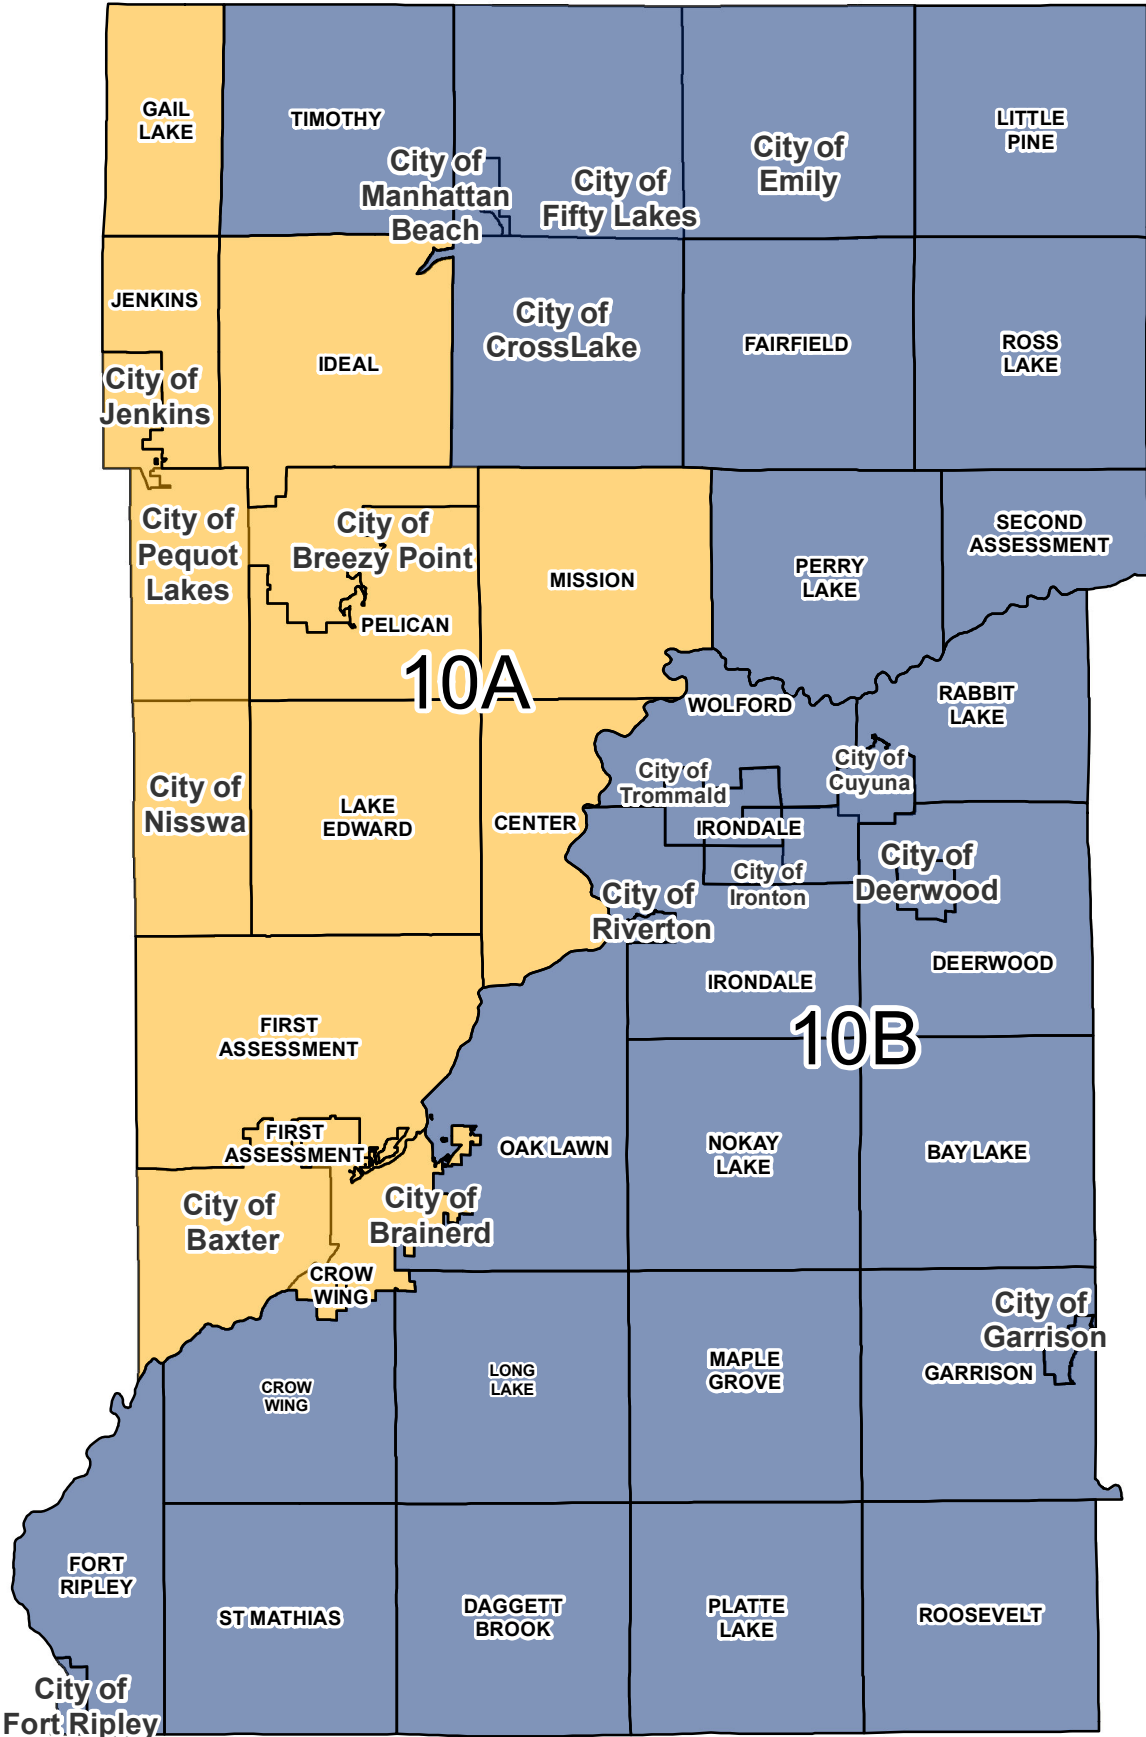 GAIL
LAKE
TIMOTHY
LITTLE
PINE
City of
Manhattan
Beach
City of
Fifty Lakes
City of
Emily
JENKINS
IDEAL
City of
CrossLake
FAIRFIELD
ROSS
LAKE
City of
Jenkins
City of
Pequot
Lakes
City of
Breezy Point
PELICAN
MISSION
PERRY
LAKE
SECOND
ASSESSMENT
10A
WOLFORD
RABBIT
LAKE
City of
Nisswa
LAKE
EDWARD
CENTER
City of
Trommald
City of
Cuyuna
IRONDALE
City of
Ironton
City of
Deerwood
City of
Riverton
IRONDALE
DEERWOOD
10B
FIRST
ASSESSMENT
FIRST
ASSESSMENT
OAK LAWN
NOKAY
LAKE
BAY LAKE
City of
Baxter
City of
Brainerd
CROW
WING
City of
Garrison
CROW
WING
LONG
LAKE
MAPLE
GROVE
GARRISON
FORT
RIPLEY
ST MATHIAS
DAGGETT
BROOK
PLATTE
LAKE
ROOSEVELT
City of
Fort Ripley